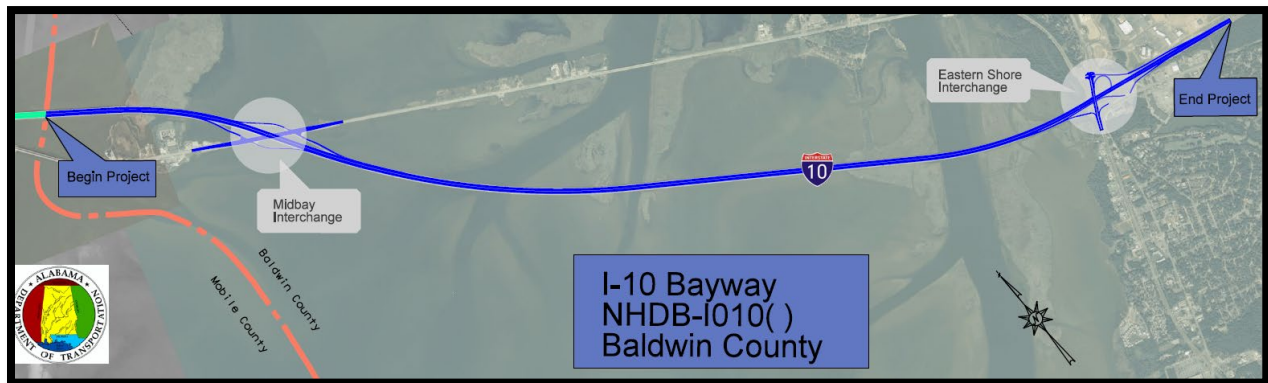 Begin Project
Midbay
Interchange
Baldwin County
Mobile County
ALABAMA
DEPARTMENT OF TRANSPORTATION
INTERSTATE
10
Eastern Shore
Interchange
End Project
I-10 Bayway
NHDB-I010( )
Baldwin County
N